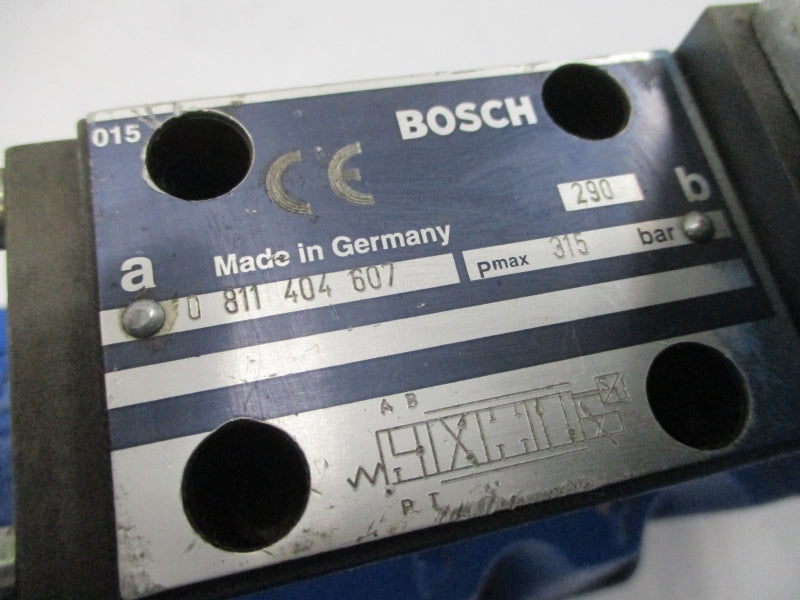 015
BOSCH
CE
290
a
b
Made in Germany
0 811 404 607
pmax 315 bar
A B
P T